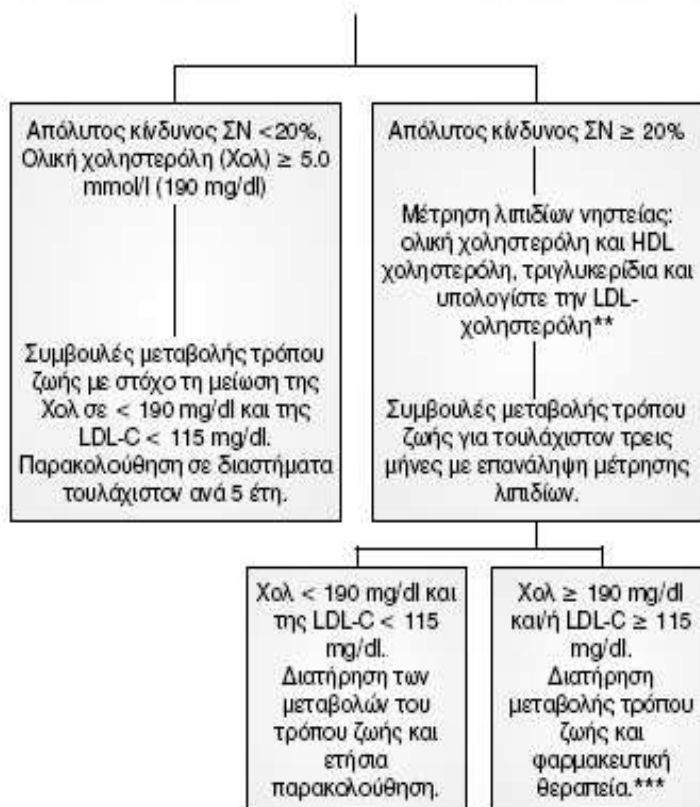 Απόλυτος κίνδυνος ΣΝ <20%,
Ολική χοληστερόλη (Χολ) ≥ 5.0
mmol/l (190 mg/dl)
Συμβουλές μεταβολής τρόπου
ζωής με στόχο τη μείωση της
Χολ σε < 190 mg/dl και της
LDL-C < 115 mg/dl.
Παρακολούθηση σε διαστήματα
τουλάχιστον ανά 5 έτη.
Απόλυτος κίνδυνος ΣΝ ≥ 20%
Μέτρηση λιπιδίων νηστείας:
ολική χοληστερόλη και HDL
χοληστερόλη, τριγλυκερίδια και
υπολογίστε την LDL-
χοληστερόλη**
Συμβουλές μεταβολής τρόπου
ζωής για τουλάχιστον τρεις
μήνες με επανάληψη μέτρησης
λιπιδίων.
Χολ < 190 mg/dl και
της LDL-C < 115
mg/dl.
Διατήρηση των
μεταβολών του
τρόπου ζωής και
ετήσια
παρακολούθηση.
Χολ ≥ 190 mg/dl
και/ή LDL-C ≥ 115
mg/dl.
Διατήρηση
μεταβολής τρόπου
ζωής και
φαρμακευτική
θεραπεία.***